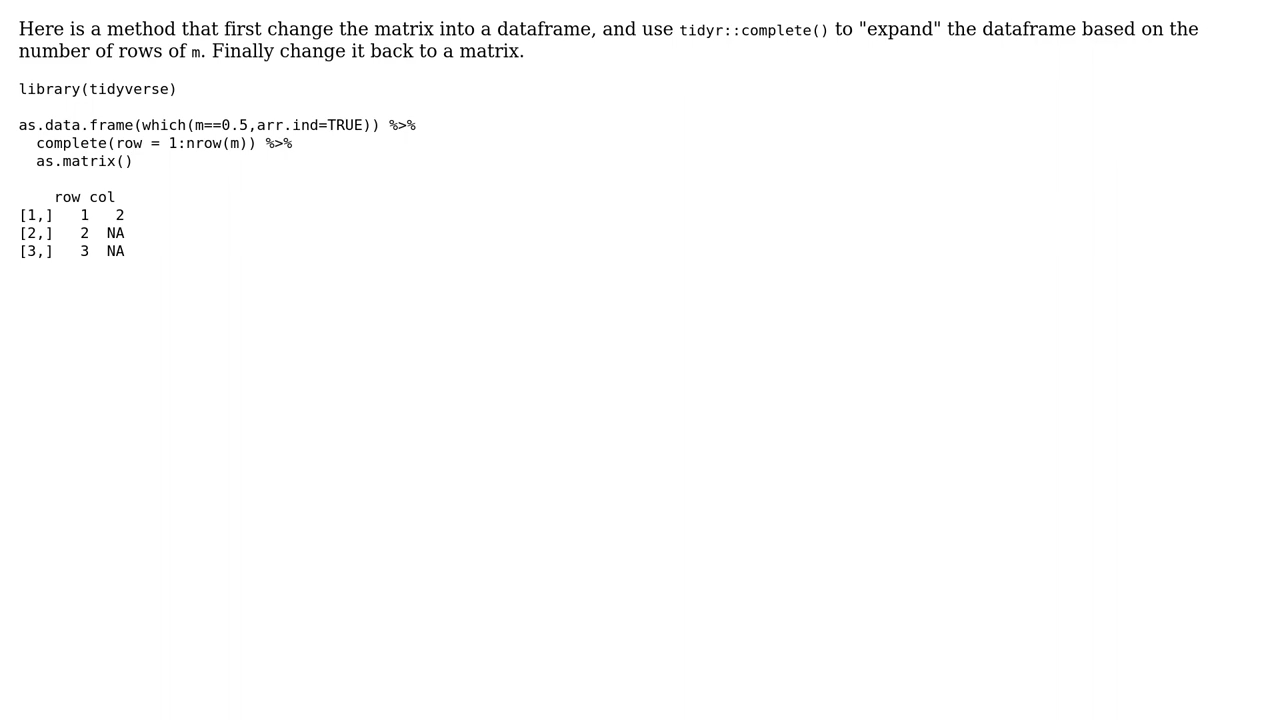 Here is a method that first change the matrix into a dataframe, and use tidyr::complete() to "expand" the dataframe based on the
number of rows of m. Finally change it back to a matrix.
library(tidyverse)
as.data.frame(which(m==0.5,arr.ind=TRUE)) %>%
  complete(row = 1:nrow(m)) %>%
  as.matrix()
    row col
[1,]   1   2
[2,]   2  NA
[3,]   3  NA